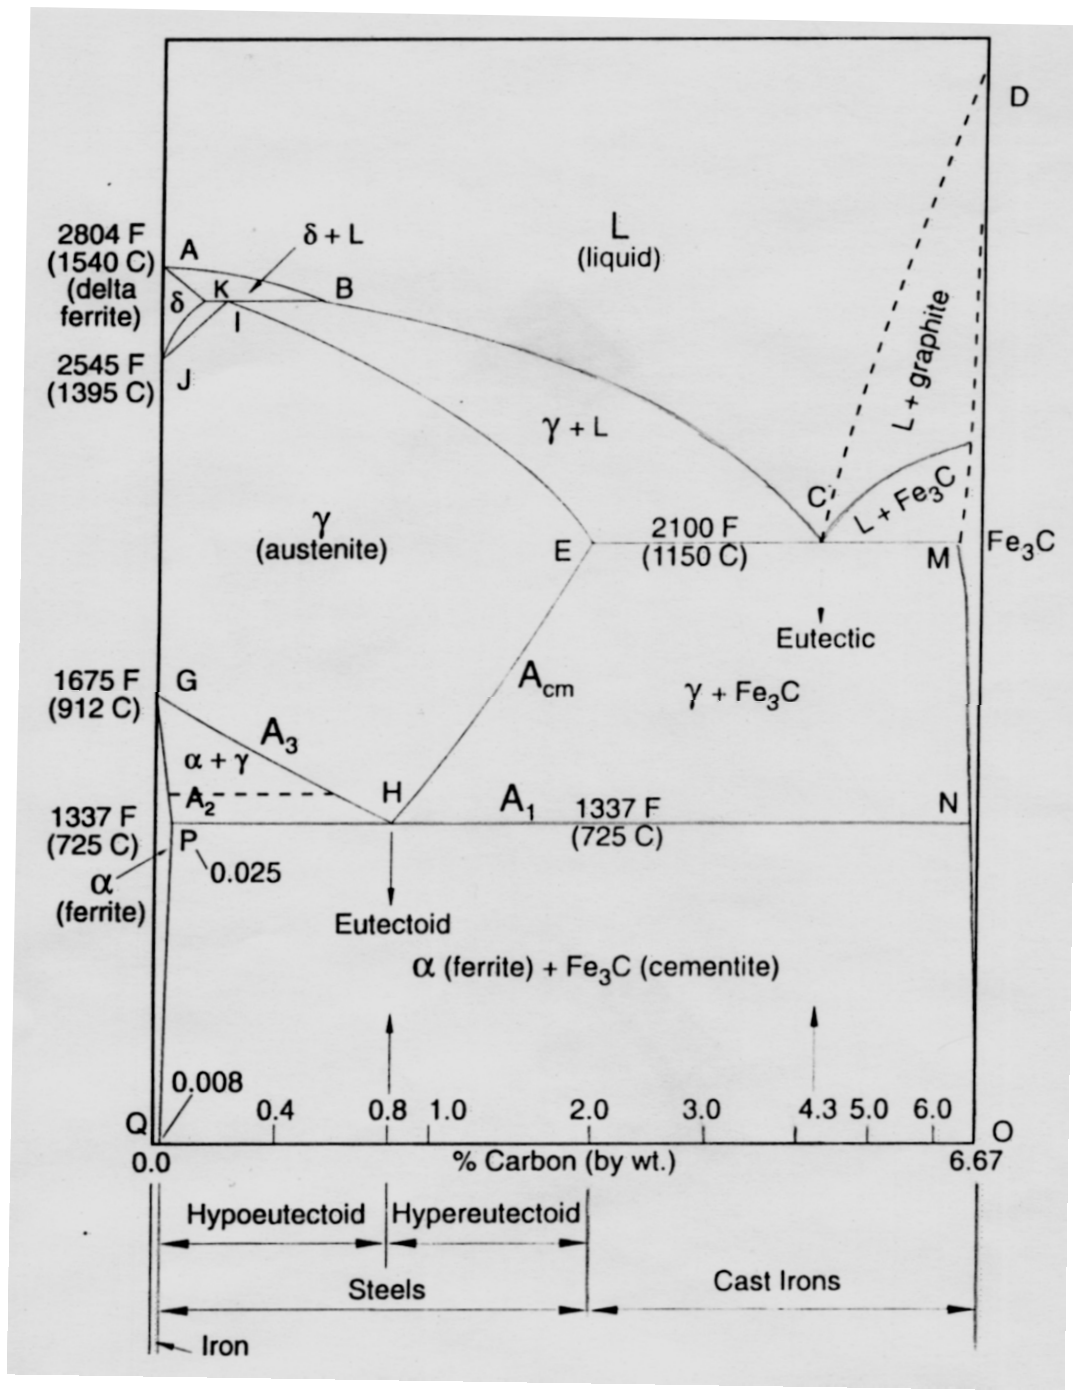 D
2804 F
(1540 C)
(delta
ferrite)
A
δ + L
L
(liquid)
δ
K
B
I
2545 F
(1395 C)
J
L + graphite
γ + L
C
L + Fe₃C
γ
(austenite)
E
2100 F
(1150 C)
M
Fe₃C
Eutectic
1675 F
(912 C)
G
A₃
Acm
γ + Fe₃C
α + γ
A₂
H
A₁
1337 F
(725 C)
N
1337 F
(725 C)
P
0.025
α
(ferrite)
Eutectoid
α (ferrite) + Fe₃C (cementite)
0.008
Q
0.4
0.8
1.0
2.0
3.0
4.3
5.0
6.0
O
0.0
% Carbon (by wt.)
6.67
Hypoeutectoid
Hypereutectoid
Steels
Cast Irons
Iron